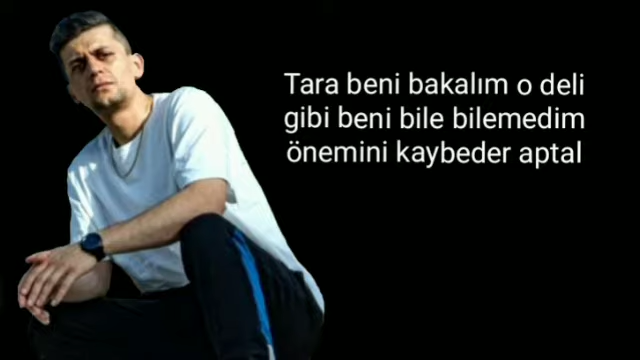 Tara beni bakalım o deli
gibi beni bile bilemedim
önemini kaybeder aptal